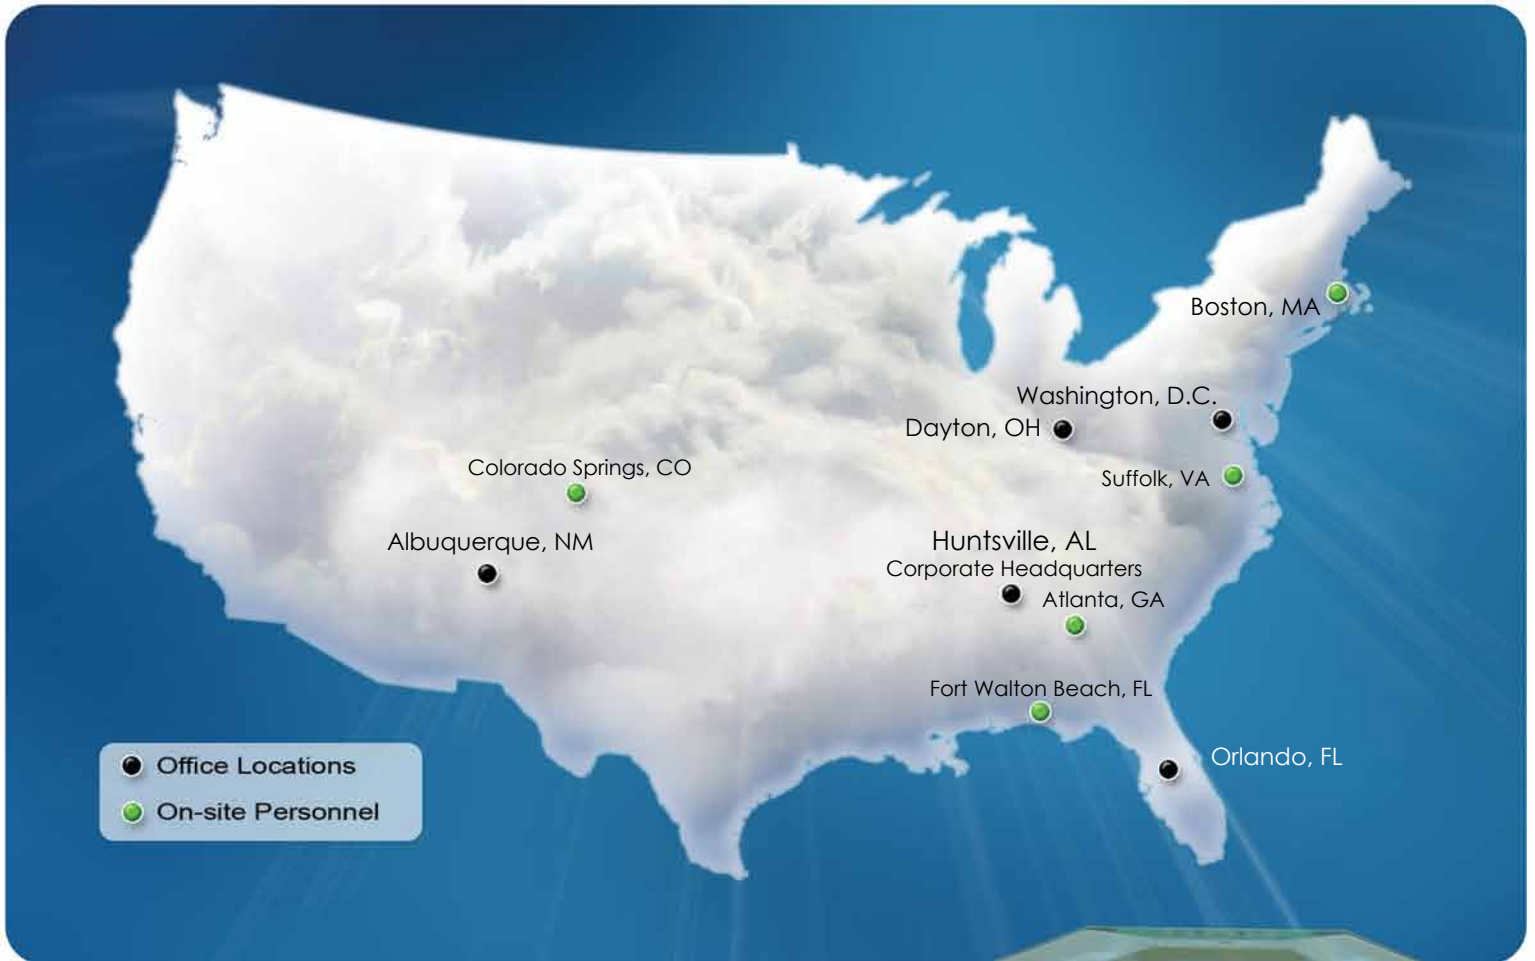 Boston, MA
Washington, D.C.
Dayton, OH
Colorado Springs, CO
Suffolk, VA
Albuquerque, NM
Huntsville, AL
Corporate Headquarters
Atlanta, GA
Fort Walton Beach, FL
Orlando, FL
Office Locations
On-site Personnel